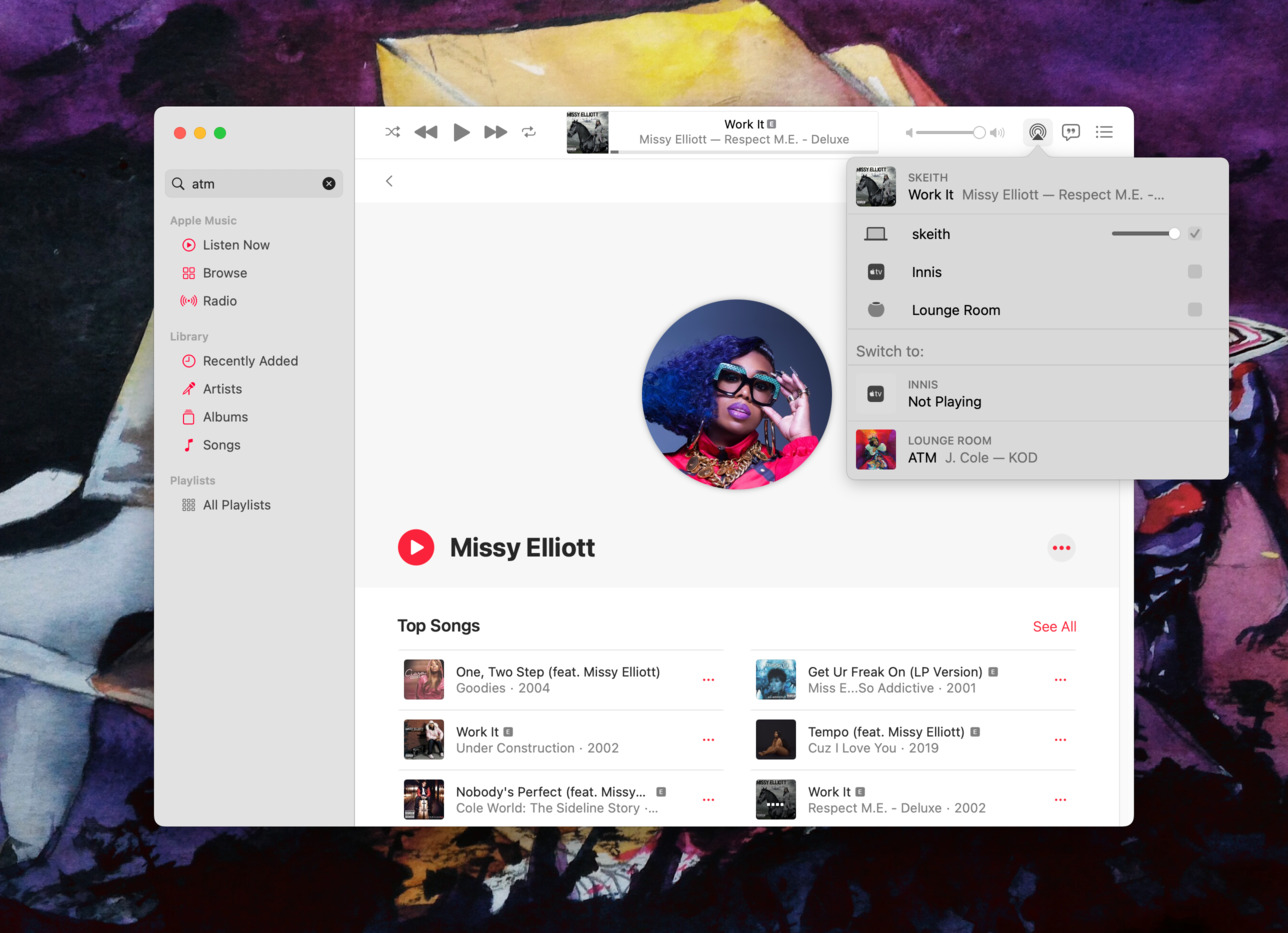 Work It E
Missy Elliott — Respect M.E. - Deluxe
atm
Apple Music
Listen Now
Browse
Radio
Library
Recently Added
Artists
Albums
Songs
Playlists
All Playlists
SKEITH
Work It Missy Elliott — Respect M.E. -...
skeith
tv
Innis
Lounge Room
Switch to:
INNIS
tv
Not Playing
LOUNGE ROOM
ATM J. Cole — KOD
Missy Elliott
Top Songs
See All
One, Two Step (feat. Missy Elliott)
Goodies · 2004
Get Ur Freak On (LP Version) E
Miss E...So Addictive · 2001
Work It E
Under Construction · 2002
Tempo (feat. Missy Elliott) E
Cuz I Love You · 2019
Nobody's Perfect (feat. Missy... E
Cole World: The Sideline Story ·...
MISSY ELLIOTT
Work It E
Respect M.E. - Deluxe · 2002